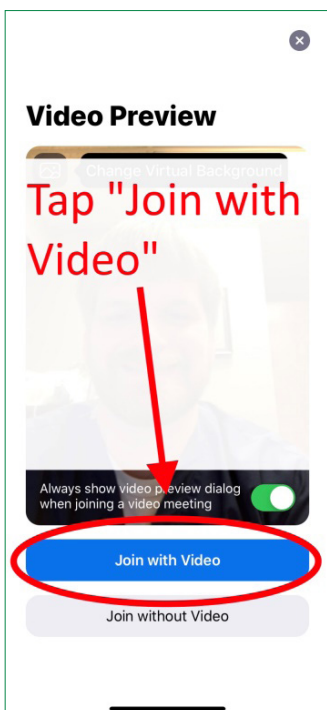 Video Preview
Change Virtual Background
Tap "Join with
Video"
Always show video preview dialog
when joining a video meeting
Join with Video
Join without Video